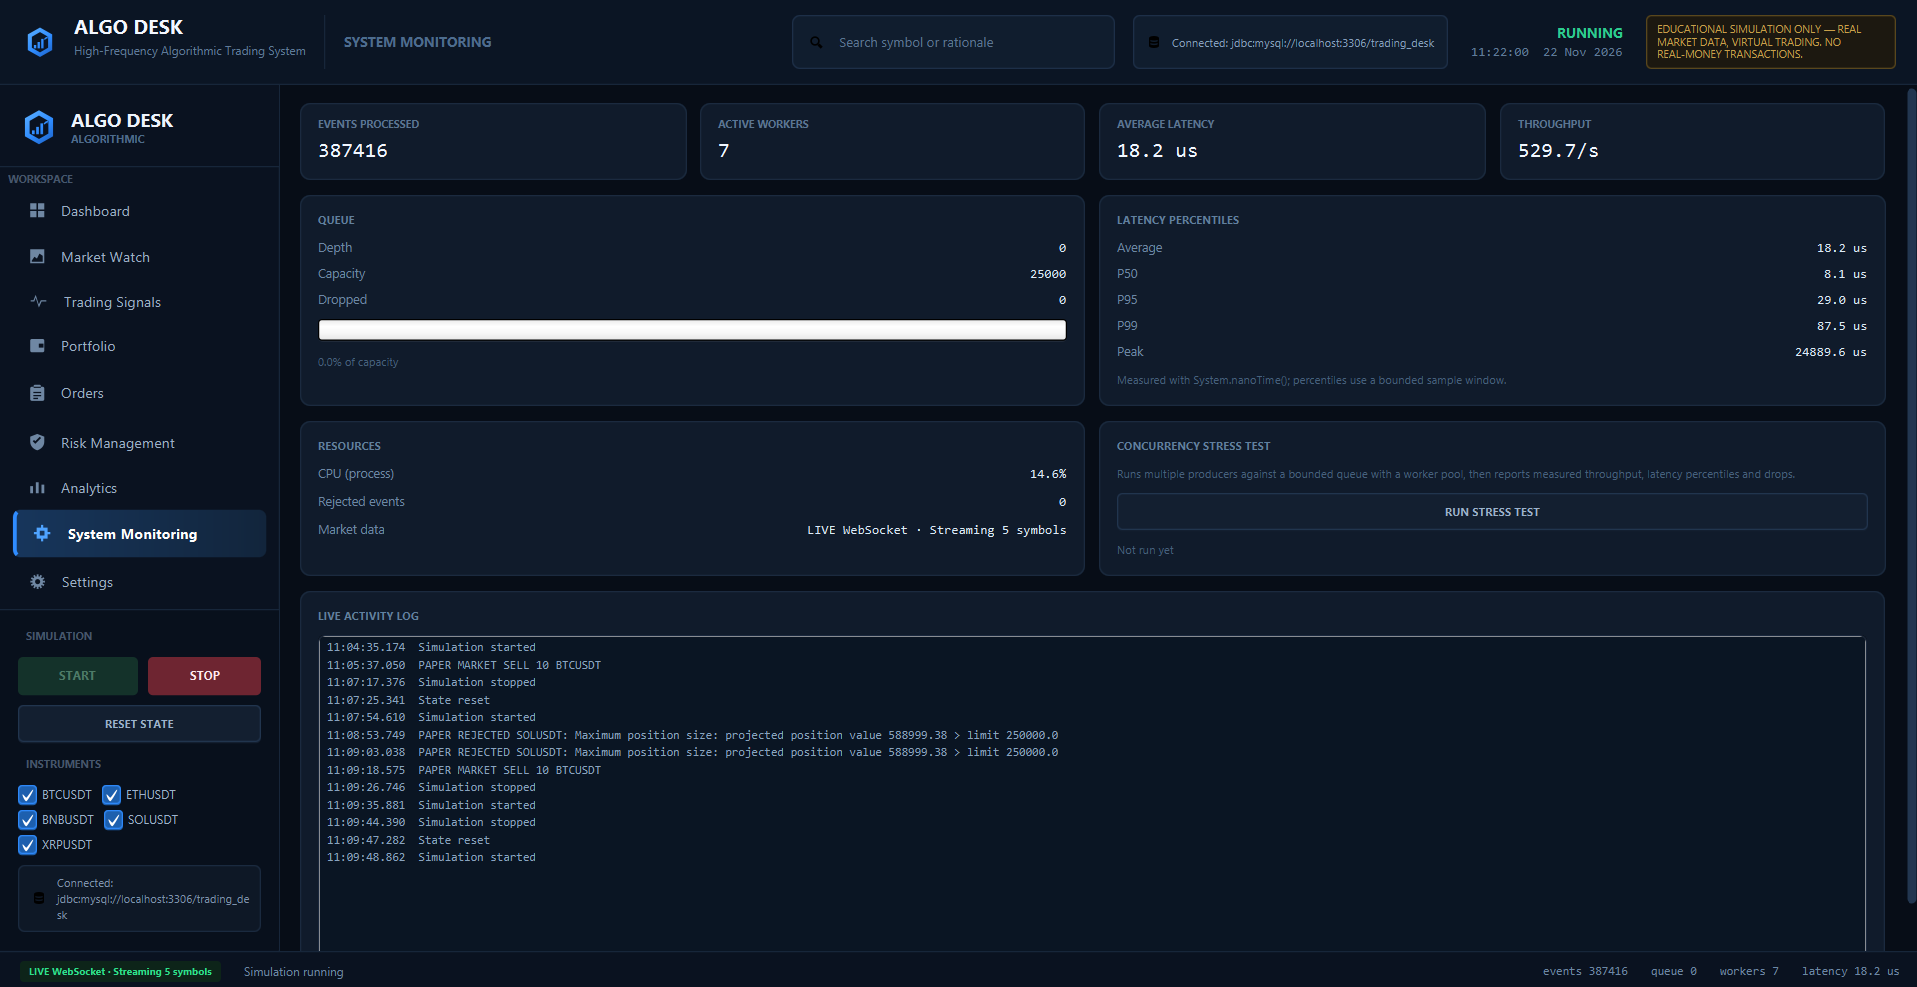 ALGO DESK
High-Frequency Algorithmic Trading System
SYSTEM MONITORING
Search symbol or rationale
Connected: jdbc:mysql://localhost:3306/trading_desk
RUNNING
11:22:00 22 Nov 2026
EDUCATIONAL SIMULATION ONLY — REAL
MARKET DATA, VIRTUAL TRADING. NO
REAL-MONEY TRANSACTIONS.
ALGO DESK
ALGORITHMIC
WORKSPACE
Dashboard
Market Watch
Trading Signals
Portfolio
Orders
Risk Management
Analytics
System Monitoring
Settings
SIMULATION
START
STOP
RESET STATE
INSTRUMENTS
BTCUSDT ETHUSDT
BNBUSDT SOLUSDT
XRPUSDT
Connected:
jdbc:mysql://localhost:3306/trading_de
sk
EVENTS PROCESSED
387416
ACTIVE WORKERS
7
AVERAGE LATENCY
18.2 us
THROUGHPUT
529.7/s
QUEUE
Depth 0
Capacity 25000
Dropped 0
0.0% of capacity
LATENCY PERCENTILES
Average 18.2 us
P50 8.1 us
P95 29.0 us
P99 87.5 us
Peak 24889.6 us
Measured with System.nanoTime(); percentiles use a bounded sample window.
RESOURCES
CPU (process) 14.6%
Rejected events 0
Market data LIVE WebSocket · Streaming 5 symbols
CONCURRENCY STRESS TEST
Runs multiple producers against a bounded queue with a worker pool, then reports measured throughput, latency percentiles and drops.
RUN STRESS TEST
Not run yet
LIVE ACTIVITY LOG
11:04:35.174 Simulation started
11:05:37.050 PAPER MARKET SELL 10 BTCUSDT
11:07:17.376 Simulation stopped
11:07:25.341 State reset
11:07:54.610 Simulation started
11:08:53.749 PAPER REJECTED SOLUSDT: Maximum position size: projected position value 588999.38 > limit 250000.0
11:09:03.038 PAPER REJECTED SOLUSDT: Maximum position size: projected position value 588999.38 > limit 250000.0
11:09:18.575 PAPER MARKET SELL 10 BTCUSDT
11:09:26.746 Simulation stopped
11:09:35.881 Simulation started
11:09:44.390 Simulation stopped
11:09:47.282 State reset
11:09:48.862 Simulation started
LIVE WebSocket · Streaming 5 symbols
Simulation running
events 387416 queue 0 workers 7 latency 18.2 us